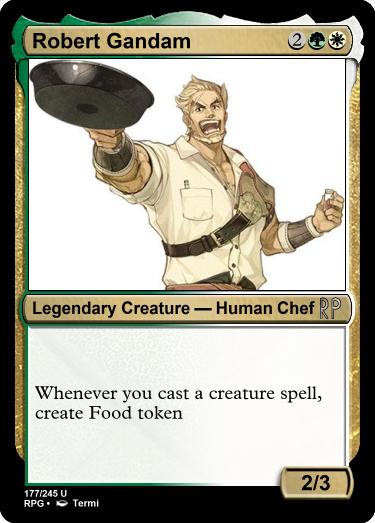 Robert Gandam 2
Legendary Creature — Human Chef RP
Whenever you cast a creature spell,
create Food token
2/3
177/245 U
RPG • Termi